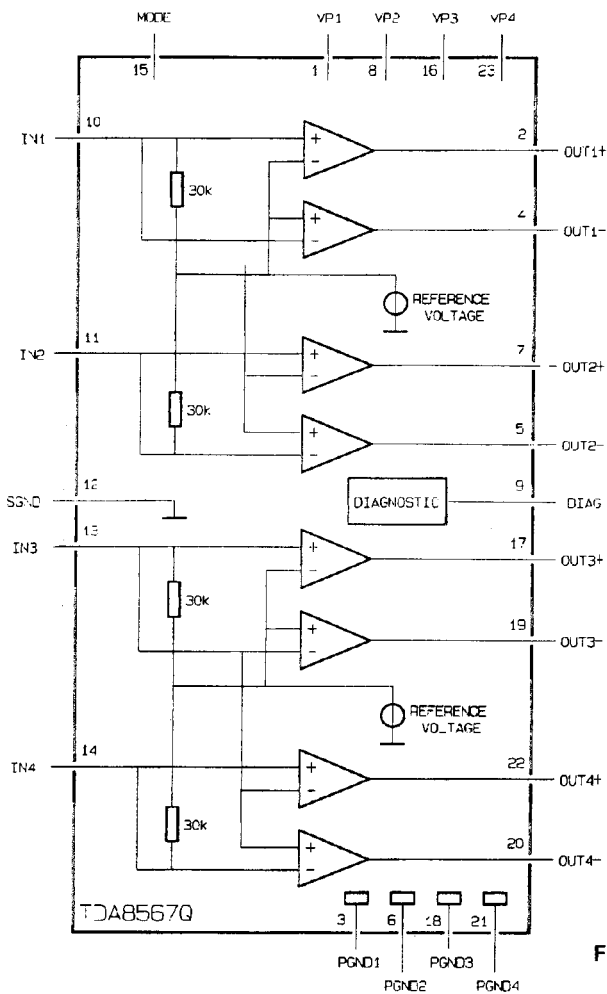 MODE VP1 VP2 VP3 VP4
15 1 8 16 23
10
IN1
2
OUT1+
30k
4
OUT1-
REFERENCE
VOLTAGE
11
IN2
7
OUT2+
30k
5
OUT2-
12
SGND
DIAGNOSTIC
9
DIAG
13
IN3
17
OUT3+
30k
19
OUT3-
REFERENCE
VOLTAGE
14
IN4
22
OUT4+
30k
20
OUT4-
TDA8567Q
3 6 18 21
PGND1 PGND3
PGND2 PGND4
F